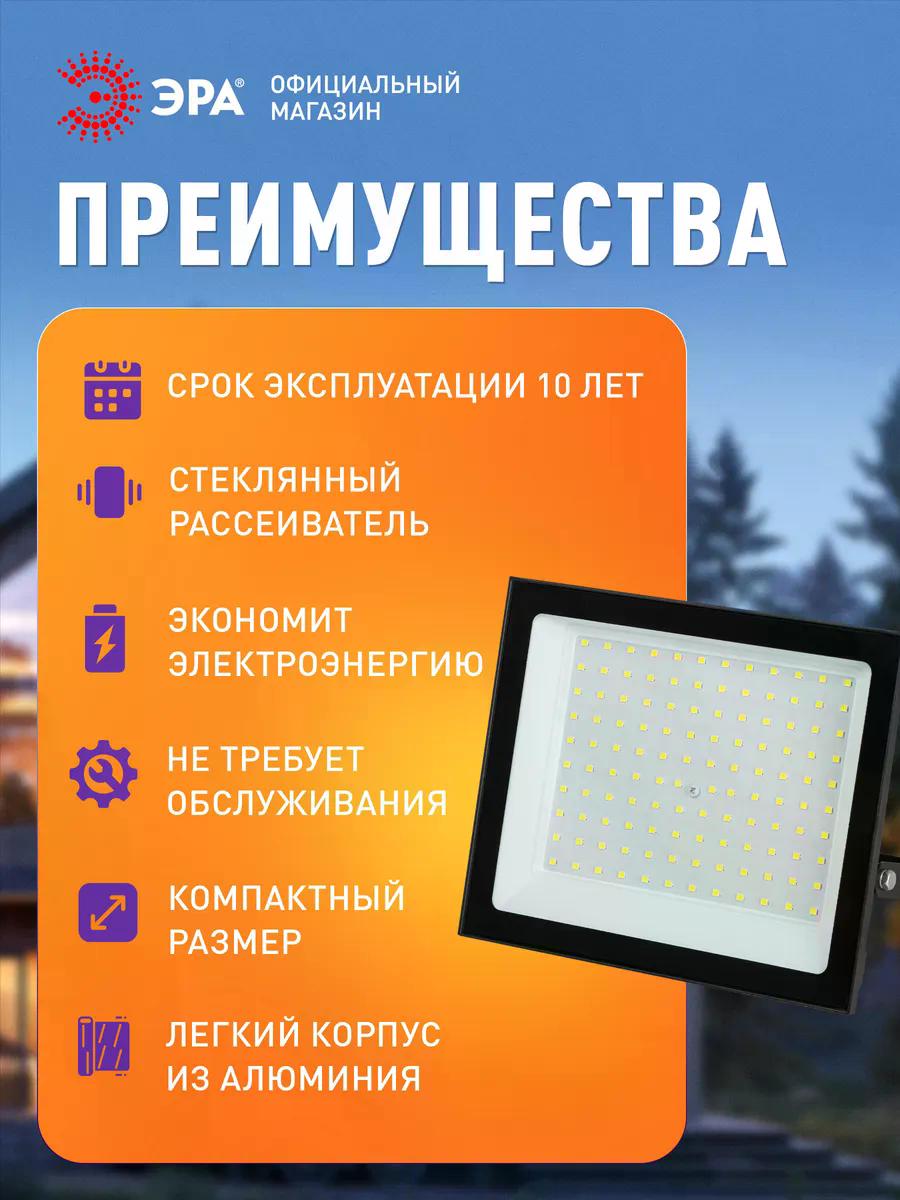 ЭРА®
ОФИЦИАЛЬНЫЙ
МАГАЗИН
ПРЕИМУЩЕСТВА
СРОК ЭКСПЛУАТАЦИИ 10 ЛЕТ
СТЕКЛЯННЫЙ
РАССЕИВАТЕЛЬ
ЭКОНОМИТ
ЭЛЕКТРОЭНЕРГИЮ
НЕ ТРЕБУЕТ
ОБСЛУЖИВАНИЯ
КОМПАКТНЫЙ
РАЗМЕР
ЛЕГКИЙ КОРПУС
ИЗ АЛЮМИНИЯ